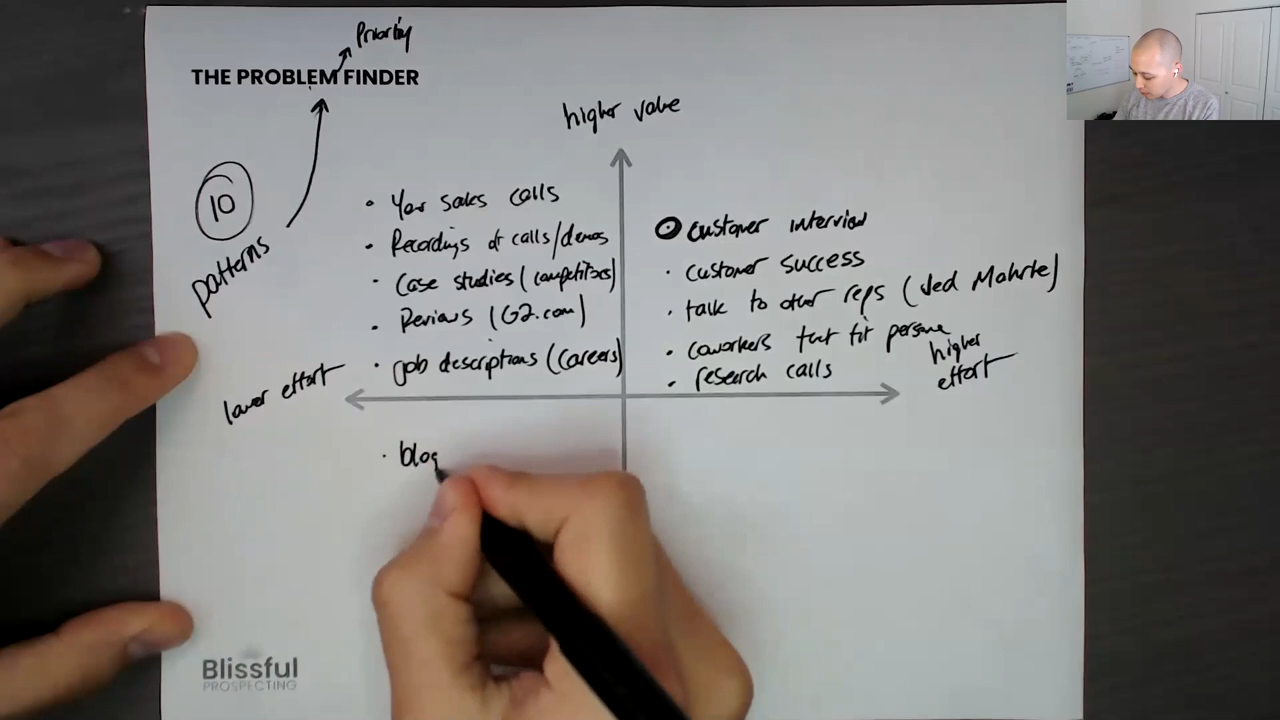 Priority
THE PROBLEM FINDER
higher value
10
patterns
• Your sales calls
• Recordings of calls/demos
• Case studies (competitors)
• Reviews (G2.com)
• Job descriptions (Careers)
customer interview
• customer success
• talk to other reps (Jed Mahrle)
• coworkers that fit persona
• research calls
higher
effort
lower effort
• blog
Blissful
PROSPECTING